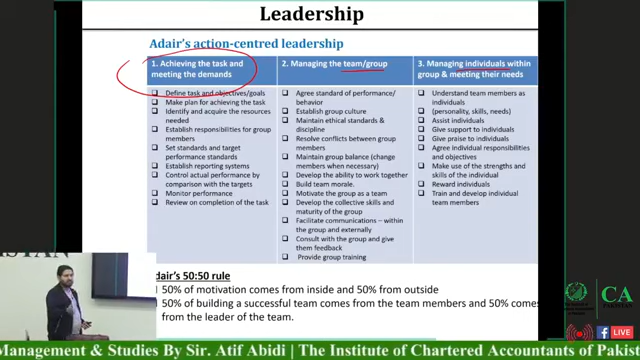 Leadership
Adair's action-centred leadership
1. Achieving the task and
meeting the demands
❑ Define task and objectives/goals
❑ Make plan for achieving the task
❑ Identify and acquire the resources
needed
❑ Establish responsibilities for group
members
❑ Set standards and target
performance standards
❑ Establish reporting systems
❑ Control actual performance by
comparison with the targets
❑ Monitor performance
❑ Review on completion of the task
2. Managing the team/group
❑ Agree standard of performance/
behavior
❑ Establish group culture
❑ Maintain ethical standards &
discipline
❑ Resolve conflicts between group
members
❑ Maintain group balance (change
members when necessary)
❑ Develop the ability to work together
❑ Build team morale.
❑ Motivate the group as a team
❑ Develop the collective skills and
maturity of the group
❑ Facilitate communications – within
the group and externally
❑ Consult with the group and give
them feedback
❑ Provide group training
3. Managing individuals within
group & meeting their needs
❑ Understand team members as
individuals
❑ (personality, skills, needs)
❑ Assist individuals
❑ Give support to individuals
❑ Give praise to individuals
❑ Agree individual responsibilities
and objectives
❑ Make use of the strengths and
skills of the individual
❑ Reward individuals
❑ Train and develop individual
team members
Adair's 50:50 rule
50% of motivation comes from inside and 50% from outside
50% of building a successful team comes from the team members and 50% comes
from the leader of the team.
ISTAN
CA
PAKISTAN
LIVE
Management & Studies By Sir. Atif Abidi | The Institute of Chartered Accountants of Pakist